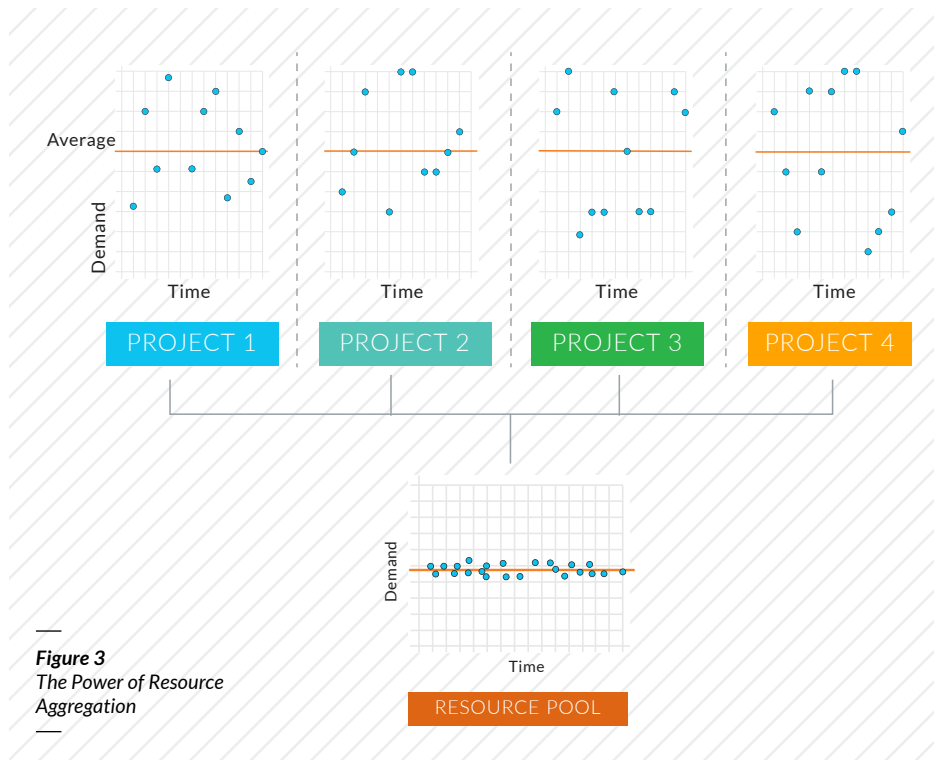 Average
Demand
Time
Time
Time
Time
PROJECT 1
PROJECT 2
PROJECT 3
PROJECT 4
Demand
Time
RESOURCE POOL
Figure 3
The Power of Resource
Aggregation